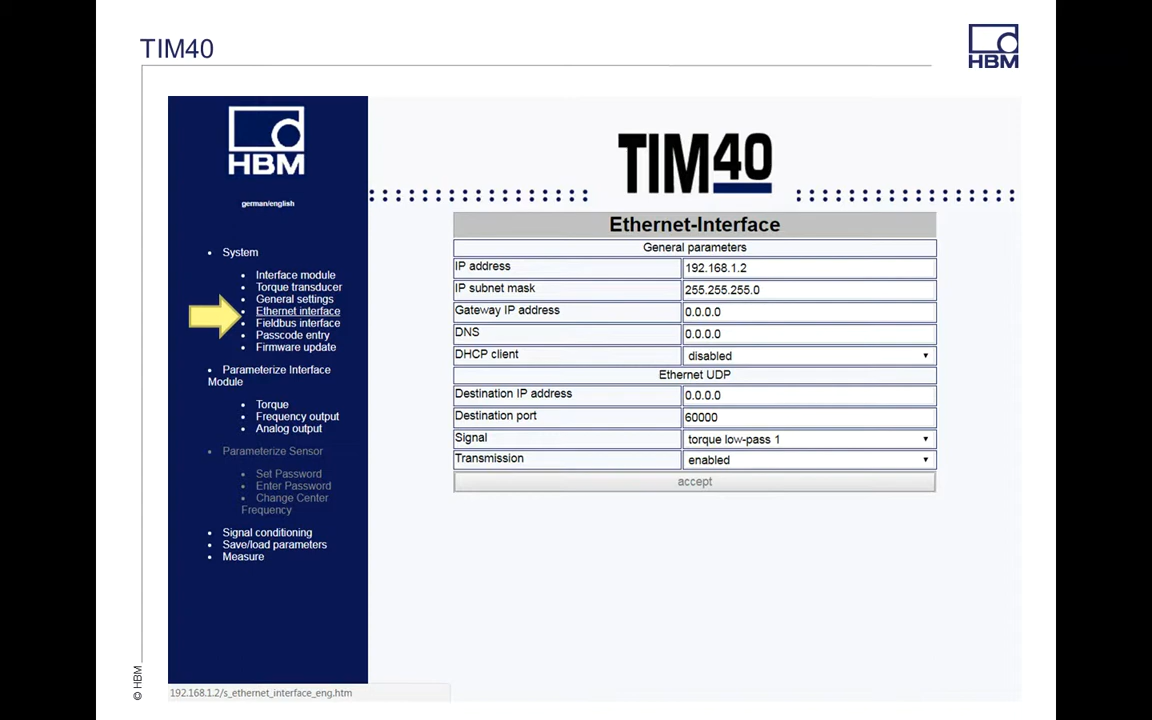 TIM40
HBM
HBM
german/english
System
Interface module
Torque transducer
General settings
Ethernet interface
Fieldbus interface
Passcode entry
Firmware update
Parameterize Interface
Module
Torque
Frequency output
Analog output
Parameterize Sensor
Set Password
Enter Password
Change Center
Frequency
Signal conditioning
Save/load parameters
Measure
TIM40
Ethernet-Interface
General parameters
IP address 192.168.1.2
IP subnet mask 255.255.255.0
Gateway IP address 0.0.0.0
DNS 0.0.0.0
DHCP client disabled
Ethernet UDP
Destination IP address 0.0.0.0
Destination port 60000
Signal torque low-pass 1
Transmission enabled
accept
192.168.1.2/s_ethernet_interface_eng.htm
© HBM